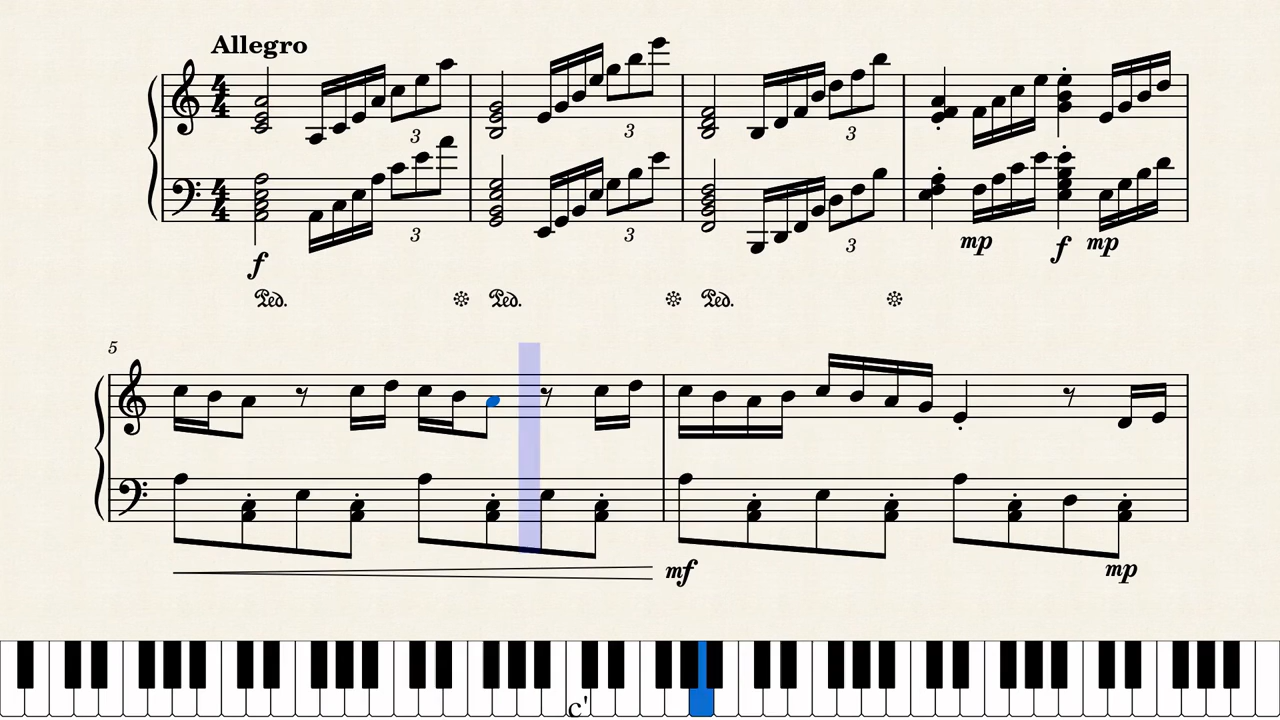 Allegro
4 4
3 3 3
4 4
3 3 3
mp f mp
f
Ped. Ped. Ped.
5
mf mp
c'